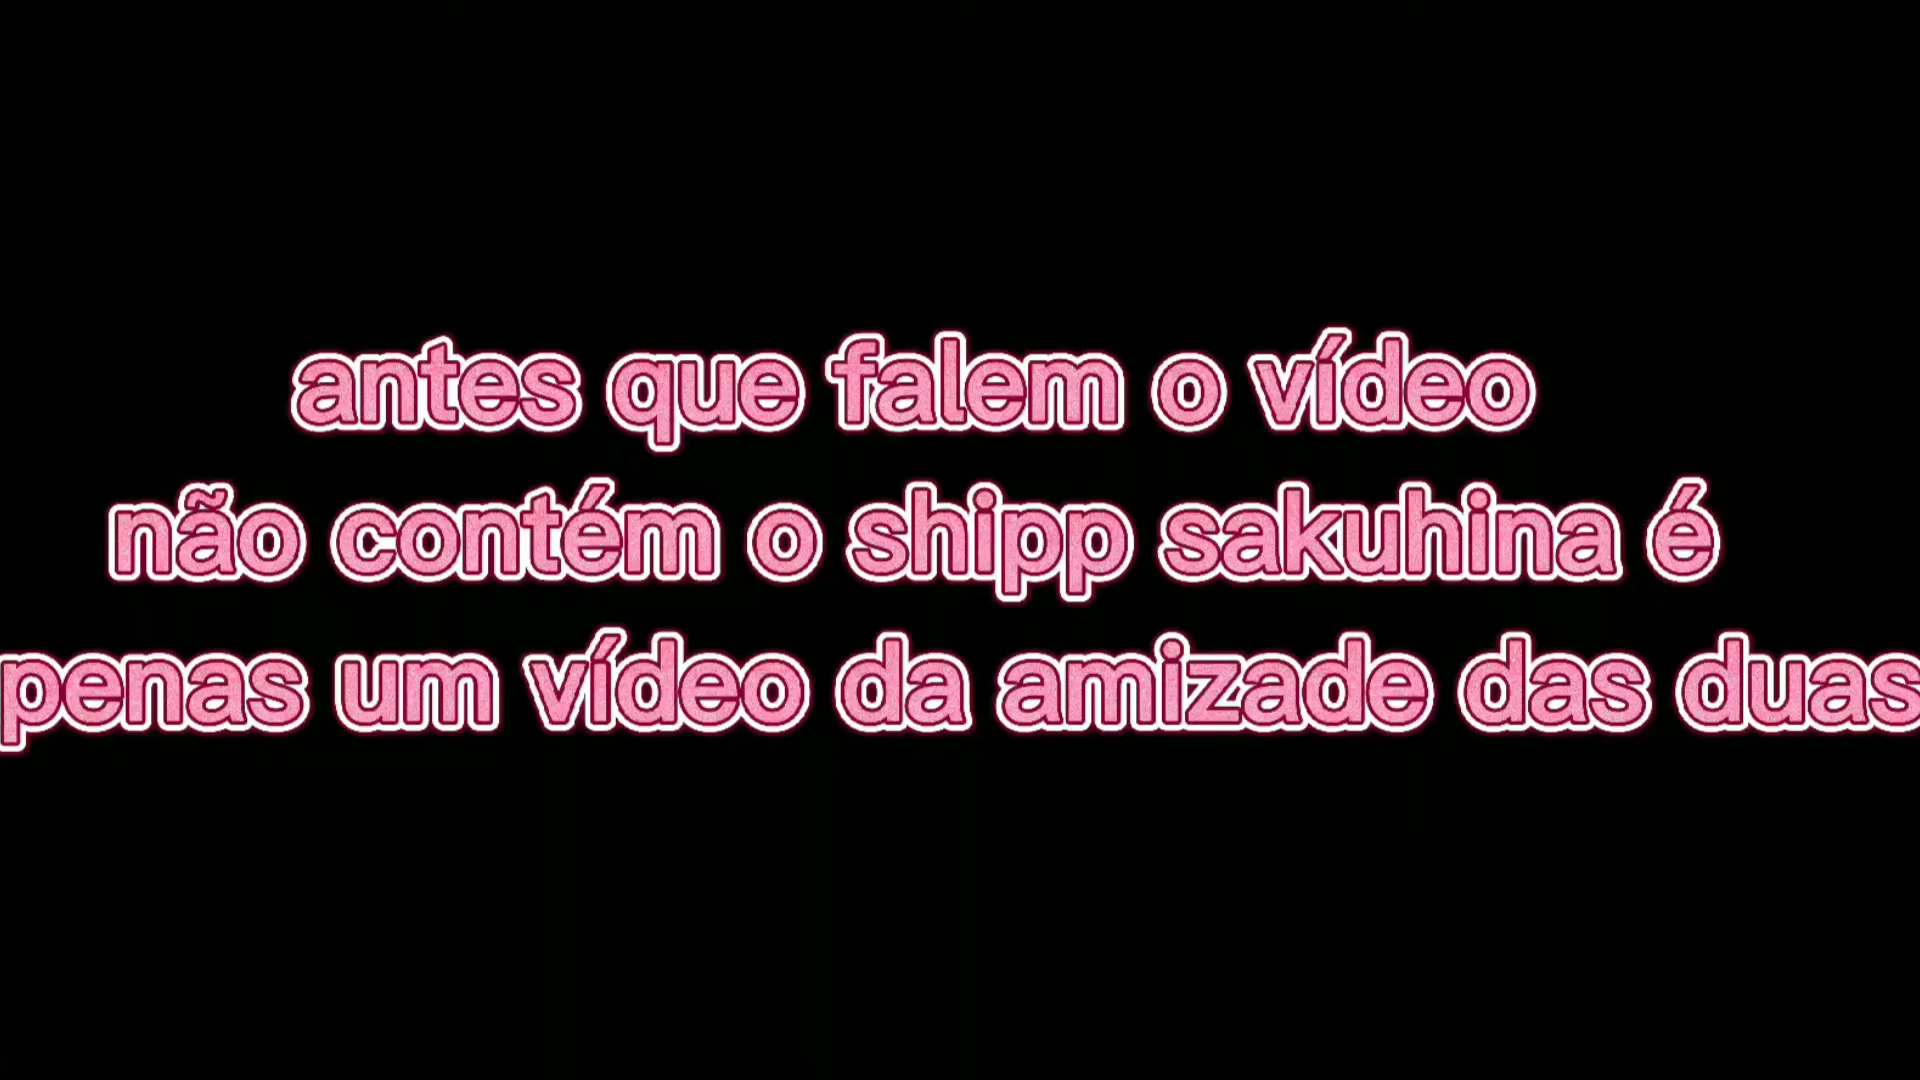 antes que falem o vídeo
não contém o shipp sakuhina é
penas um vídeo da amizade das duas